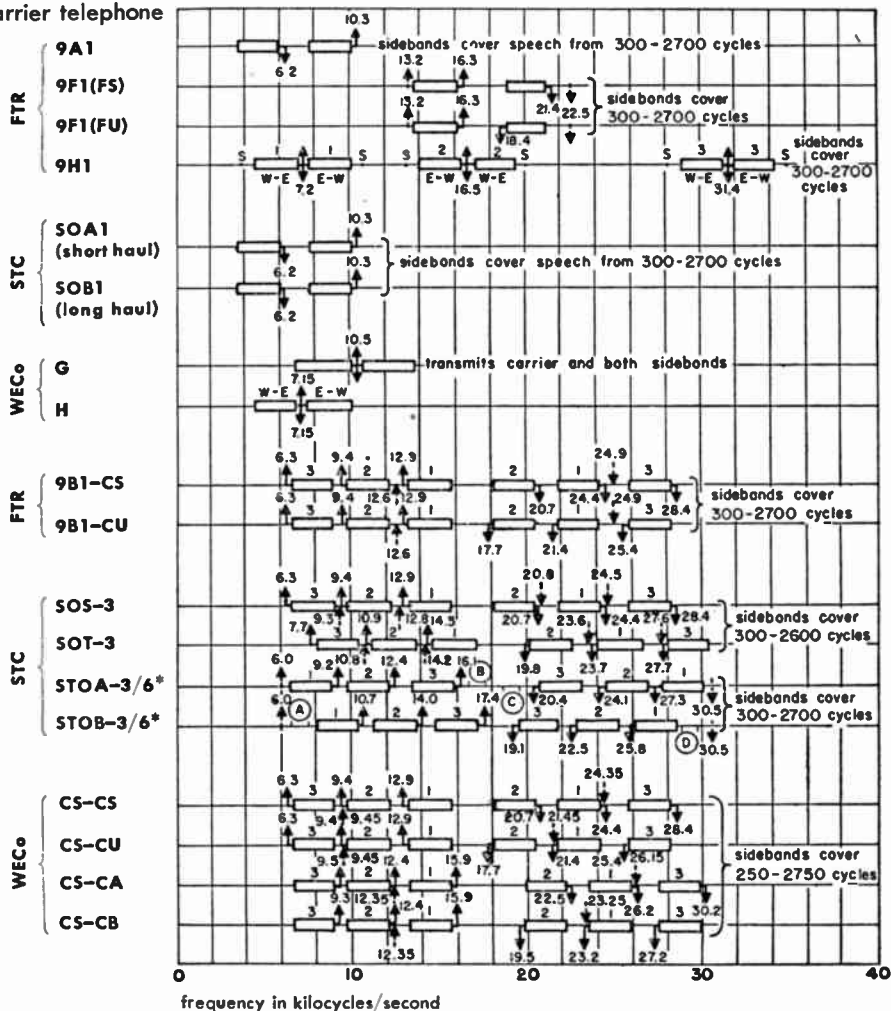 arrier telephone
FTR
9A1
10.3
6.2
sidebands cover speech from 300-2700 cycles
9F1(FS)
13.2 16.3
21.4 22.5
9F1(FU)
13.2 16.3
18.4
sidebands cover
300-2700 cycles
9H1
S 1 1 S S 2 2 S S 3 3 S
W-E 7.2 E-W E-W 16.5 W-E W-E 31.4 E-W
sidebands
cover
300-2700
cycles
STC
SOA1
(short haul)
10.3
6.2
SOB1
(long haul)
10.3
6.2
sidebands cover speech from 300-2700 cycles
WECo
G
10.5
transmits carrier and both sidebands
H
W-E 7.15 E-W
7.15
FTR
9B1-CS
6.3 3 9.4 2 12.9 1 2 1 24.9 3
12.6 20.7 24.4 28.4
9B1-CU
6.3 3 9.4 2 12.9 1 2 1 24.9 3
12.6 17.7 21.4 25.4
sidebands cover
300-2700 cycles
STC
SOS-3
6.3 3 9.4 2 12.9 1 2 20.8 1 24.5 3
9.3 12.8 20.7 24.4 28.4
SOT-3
7.7 3 10.9 2 14.3 1 2 23.6 1 27.6 3
10.8 14.2 19.8 23.7 27.7
sidebands cover
300-2600 cycles
STOA-3/6*
6.0 1 9.2 2 12.4 3 16.1 B 3 2 1
20.4 24.1 27.3 30.5
STOB-3/6*
6.0 A 1 10.7 2 14.0 3 17.4 C 3 2 1 D
19.1 22.5 25.8 30.5
sidebands cover
300-2700 cycles
WECo
CS-CS
6.3 3 9.4 2 12.9 1 2 1 24.35 3
9.4 20.7 24.4 28.4
CS-CU
6.3 3 9.45 2 12.9 1 2 21.45 1 3
9.5 9.45 17.7 21.4 25.4
CS-CA
3 2 12.4 1 15.9 2 1 26.15 3
9.3 12.35 22.5 26.2 30.2
CS-CB
3 2 12.4 1 15.9 2 23.25 1 3
12.35 19.5 23.2 27.2
sidebands cover
250-2750 cycles
0 10 20 30 40
frequency in kilocycles/second